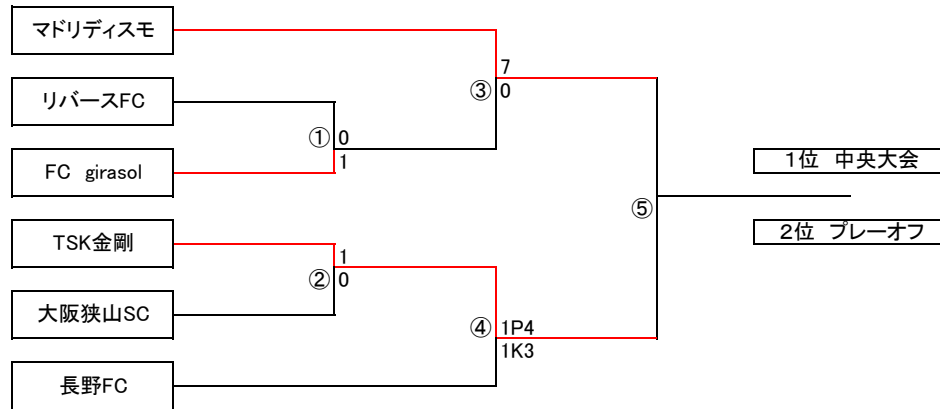 マドリディスモ
7
③
0
リバースFC
①
0
1
FC girasol
1位 中央大会
⑤
2位 プレーオフ
TSK金剛
1
②
0
大阪狭山SC
④
1P4
1K3
長野FC